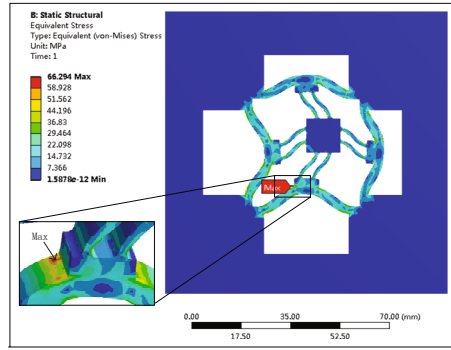 B: Static Structural
Equivalent Stress
Type: Equivalent (von-Mises) Stress
Unit: MPa
Time: 1
66.294 Max
58.928
51.562
44.196
36.83
29.464
22.098
14.732
7.366
1.5878e-12 Min
Max
Max
0.00 35.00 70.00 (mm)
17.50 52.50